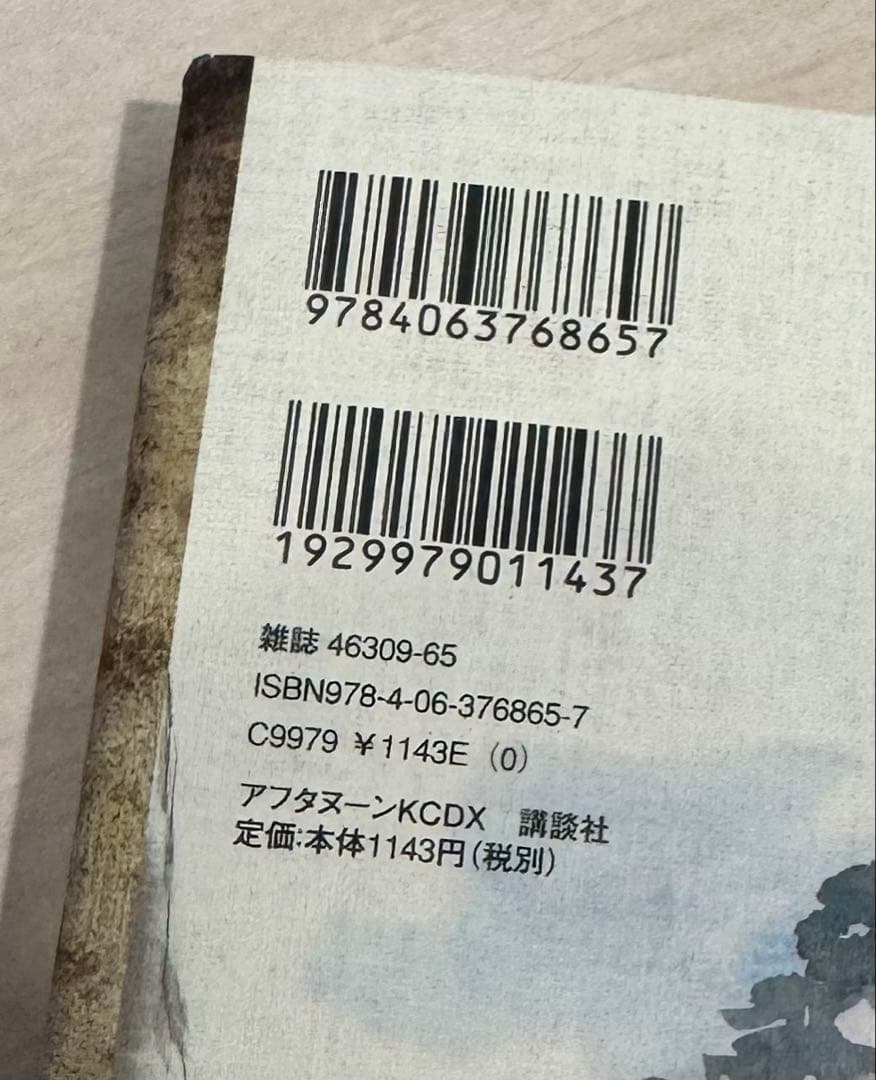 9784063768657
1929979011437
雑誌 46309-65
ISBN978-4-06-376865-7
C9979 ¥1143E (0)
アフタヌーンKCDX　講談社
定価:本体1143円(税別)